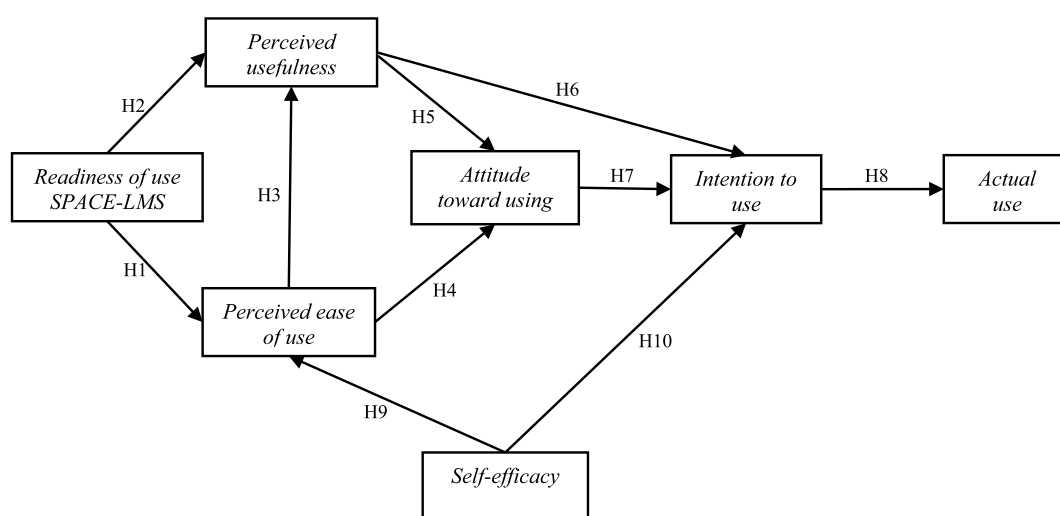 Perceived
usefulness
H6
H2
H5
Readiness of use
SPACE-LMS
H3
Attitude
toward using
H7
Intention to
use
H8
Actual
use
H1
H4
Perceived ease
of use
H10
H9
Self-efficacy